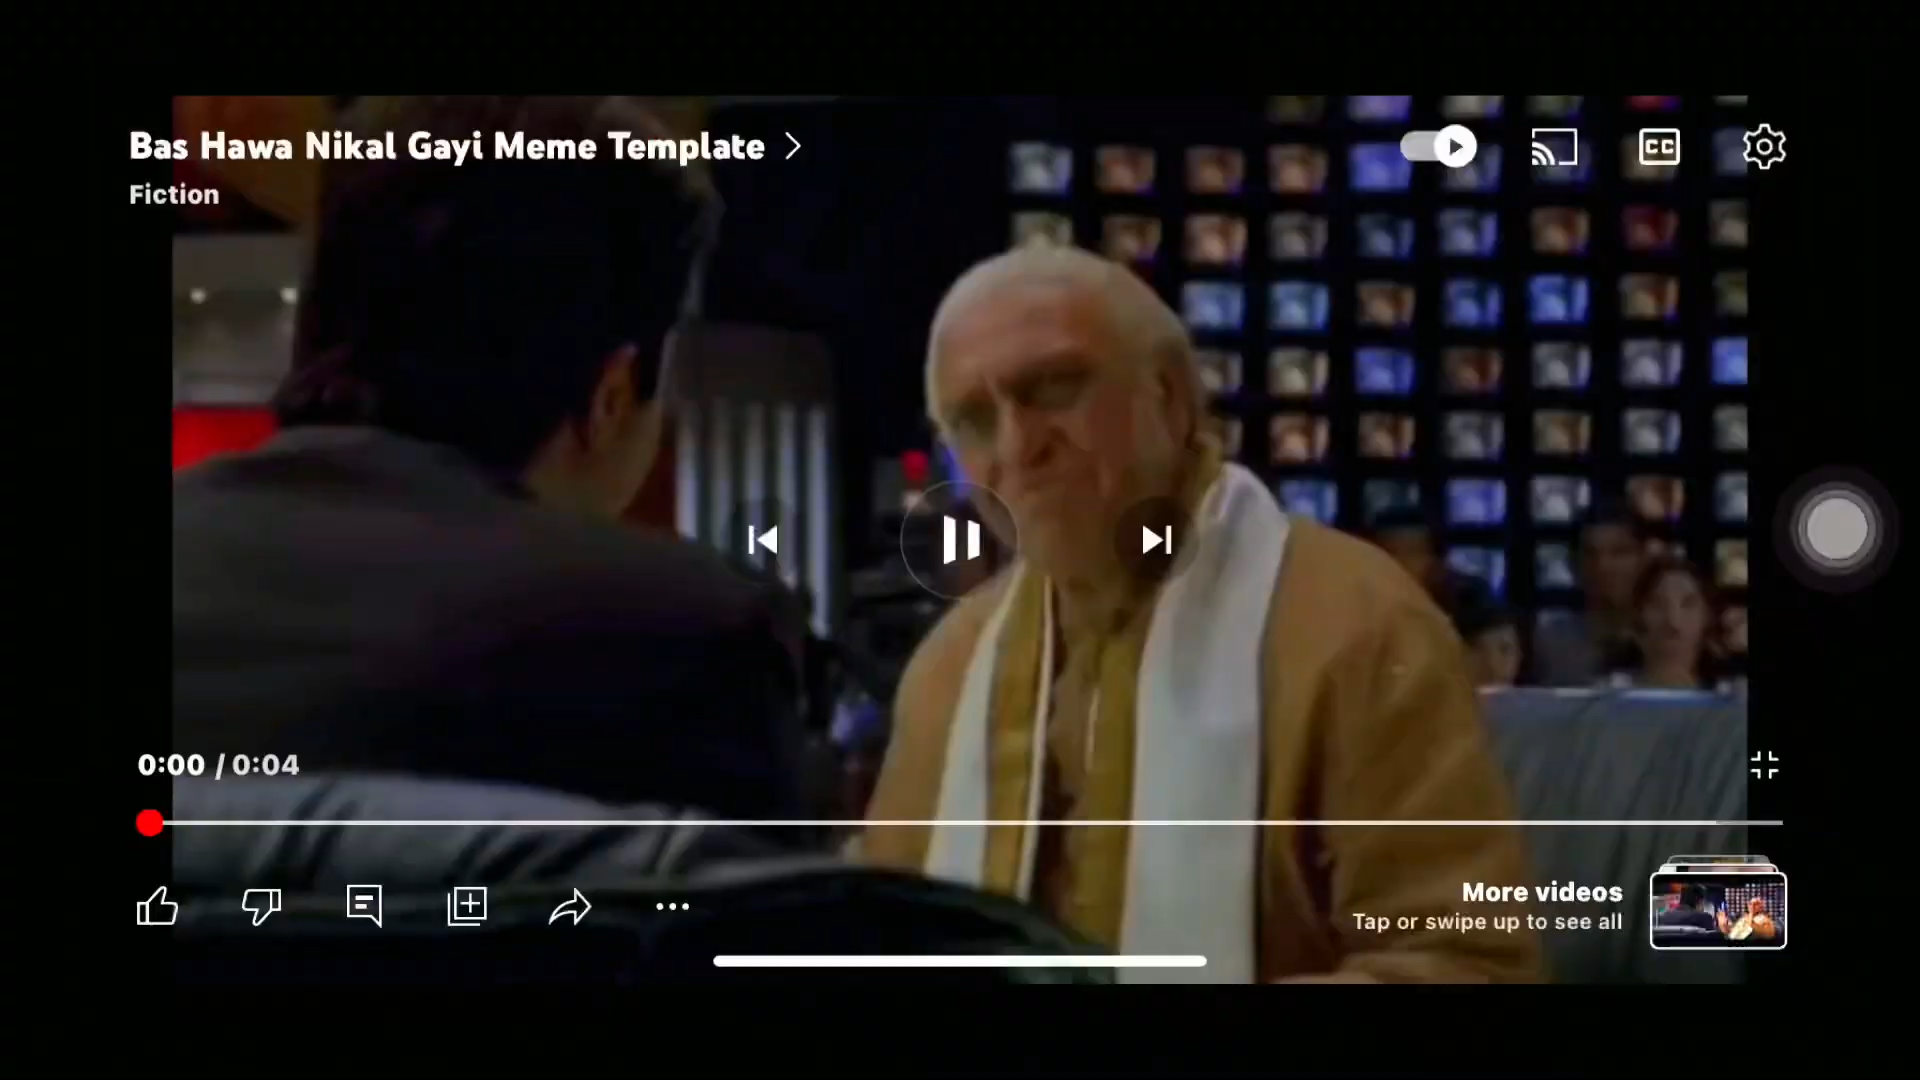 Bas Hawa Nikal Gayi Meme Template
Fiction
CC
0:00 / 0:04
More videos
Tap or swipe up to see all